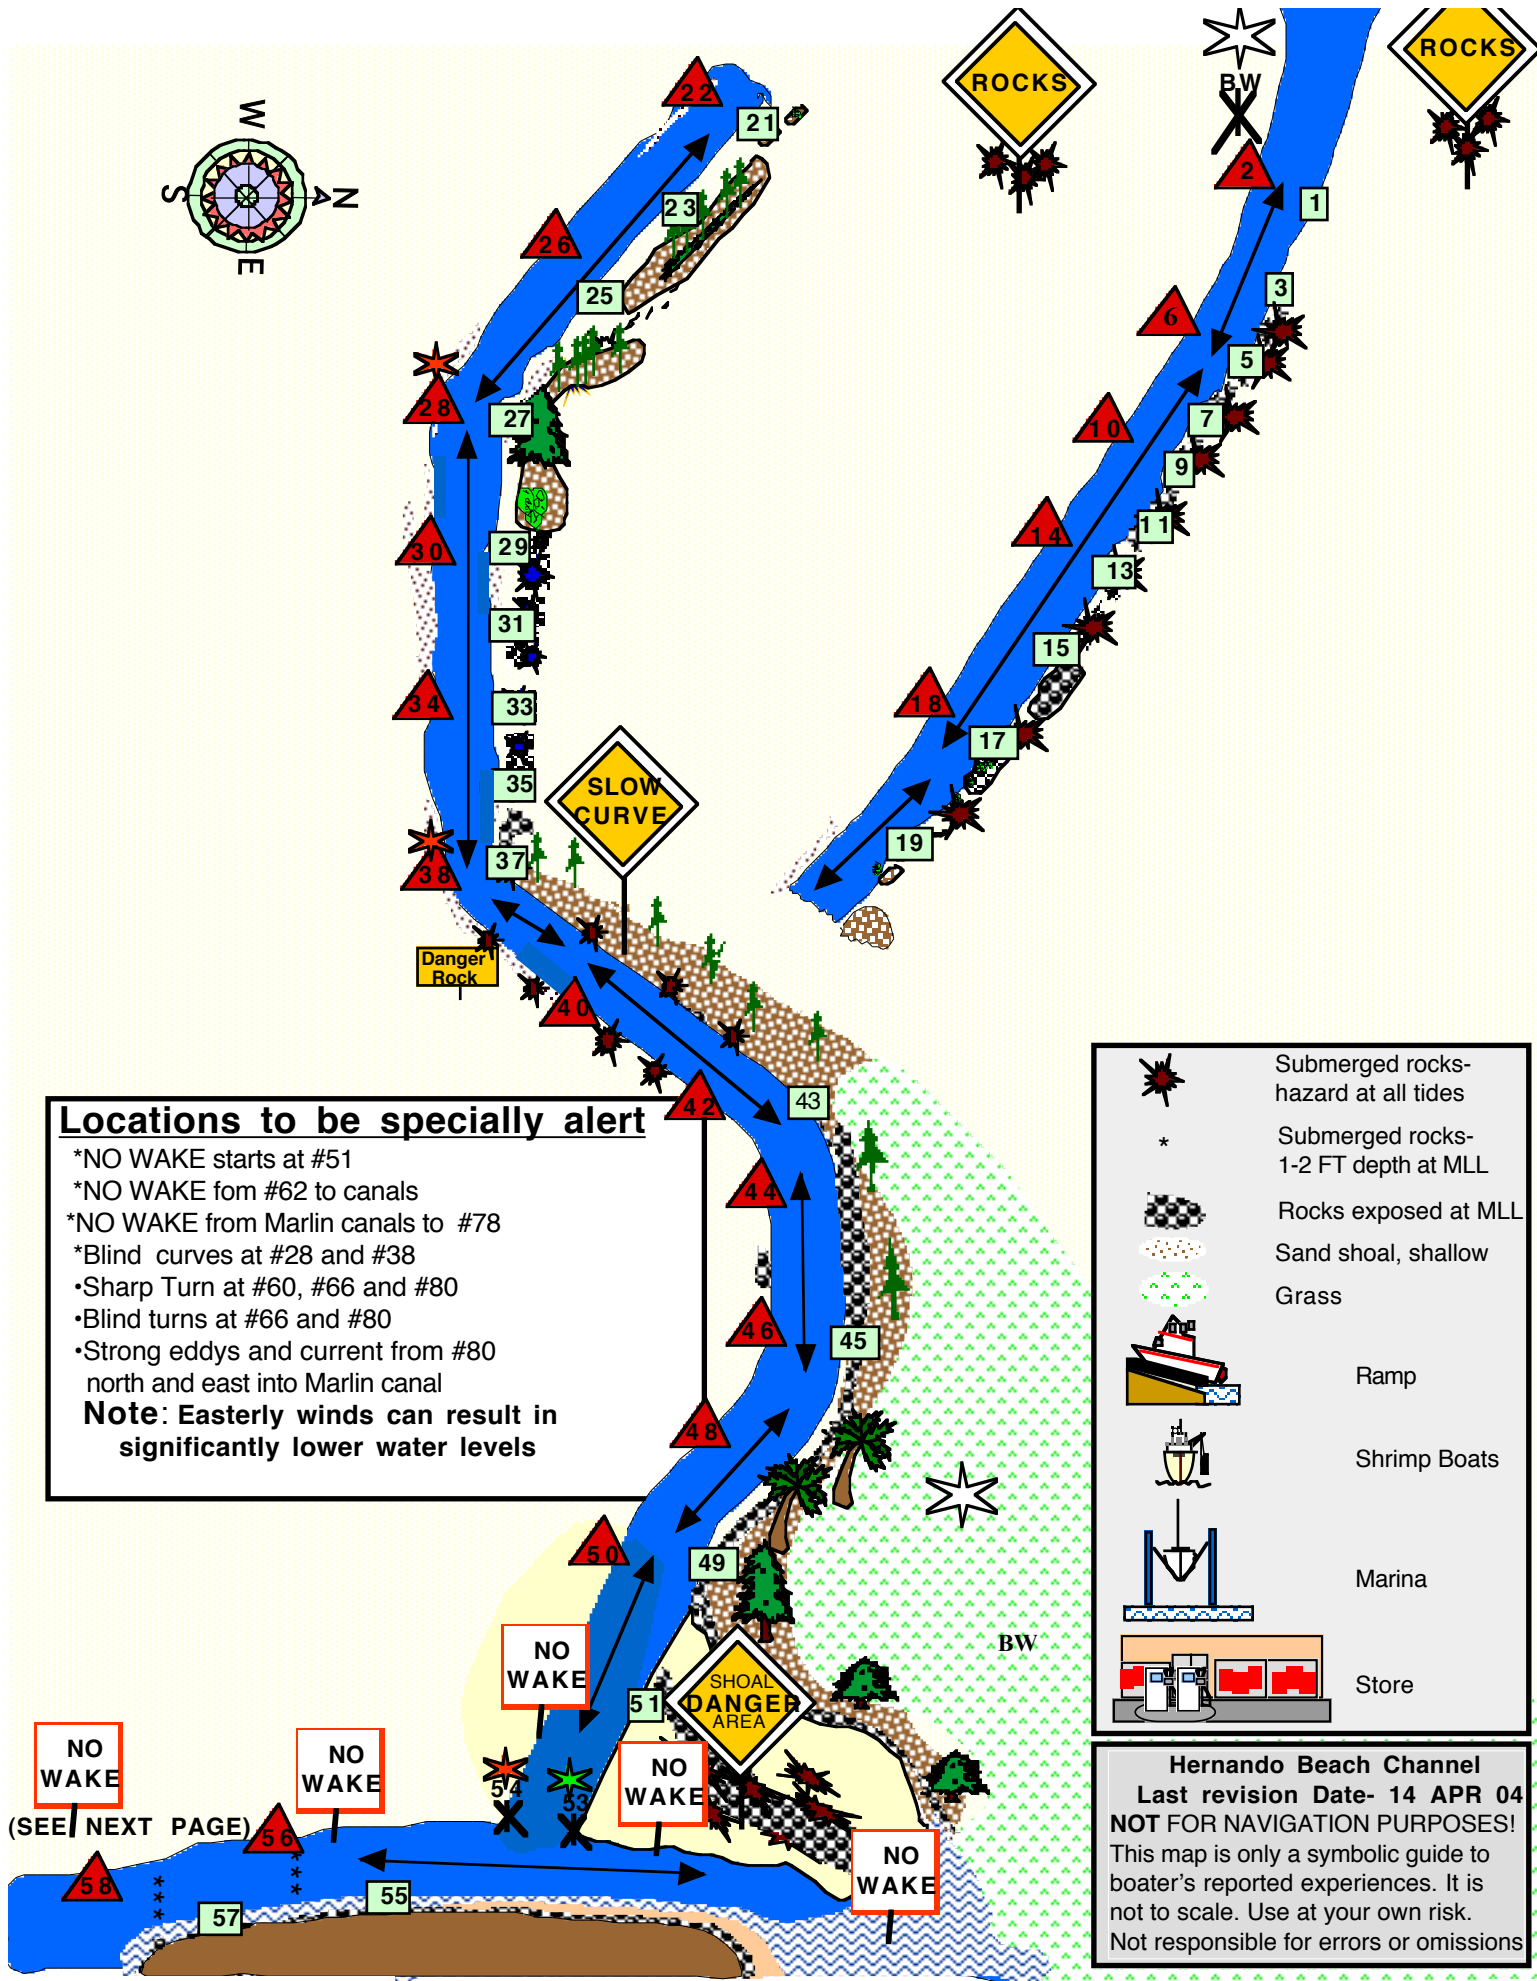 ROCKS
ROCKS
BW
W
N
S
E
22
21
2
1
23
26
25
3
6
5
28
27
10
7
9
30
29
14
11
13
31
15
34
33
18
17
35
SLOW
CURVE
19
38
37
Danger
Rock
40
42
43
44
46
45
48
50
49
Locations to be specially alert
*NO WAKE starts at #51
*NO WAKE fom #62 to canals
*NO WAKE from Marlin canals to #78
*Blind curves at #28 and #38
•Sharp Turn at #60, #66 and #80
•Blind turns at #66 and #80
•Strong eddys and current from #80
north and east into Marlin canal
Note: Easterly winds can result in
significantly lower water levels
Submerged rocks-
hazard at all tides
*
Submerged rocks-
1-2 FT depth at MLL
Rocks exposed at MLL
Sand shoal, shallow
Grass
Ramp
Shrimp Boats
Marina
Store
BW
NO
WAKE
51
SHOAL
DANGER
AREA
54
53
NO
WAKE
NO
WAKE
NO
WAKE
NO
WAKE
(SEE NEXT PAGE)
56
58
55
57
Hernando Beach Channel
Last revision Date- 14 APR 04
NOT FOR NAVIGATION PURPOSES!
This map is only a symbolic guide to
boater's reported experiences. It is
not to scale. Use at your own risk.
Not responsible for errors or omissions